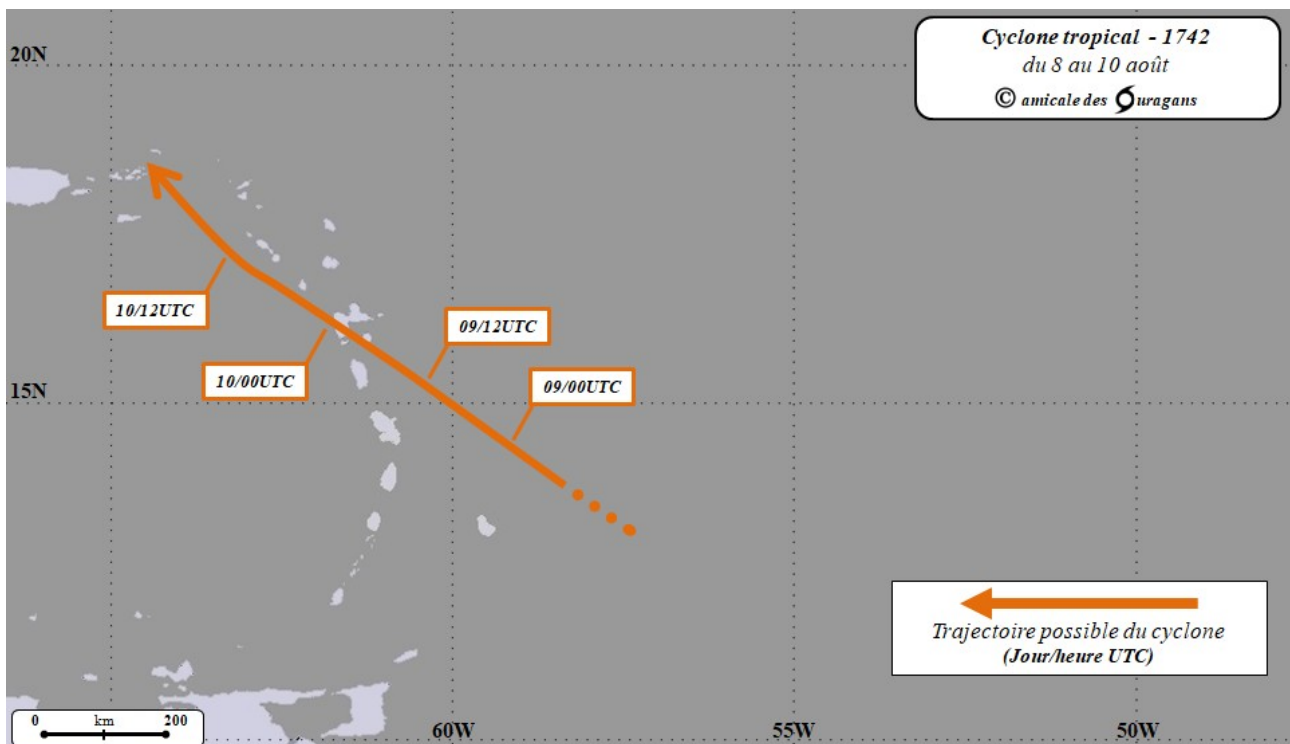 Cyclone tropical - 1742
du 8 au 10 août
© amicale des Ouragans
20N
10/12UTC
09/12UTC
10/00UTC
09/00UTC
15N
Trajectoire possible du cyclone
(Jour/heure UTC)
0 km 200
60W 55W 50W